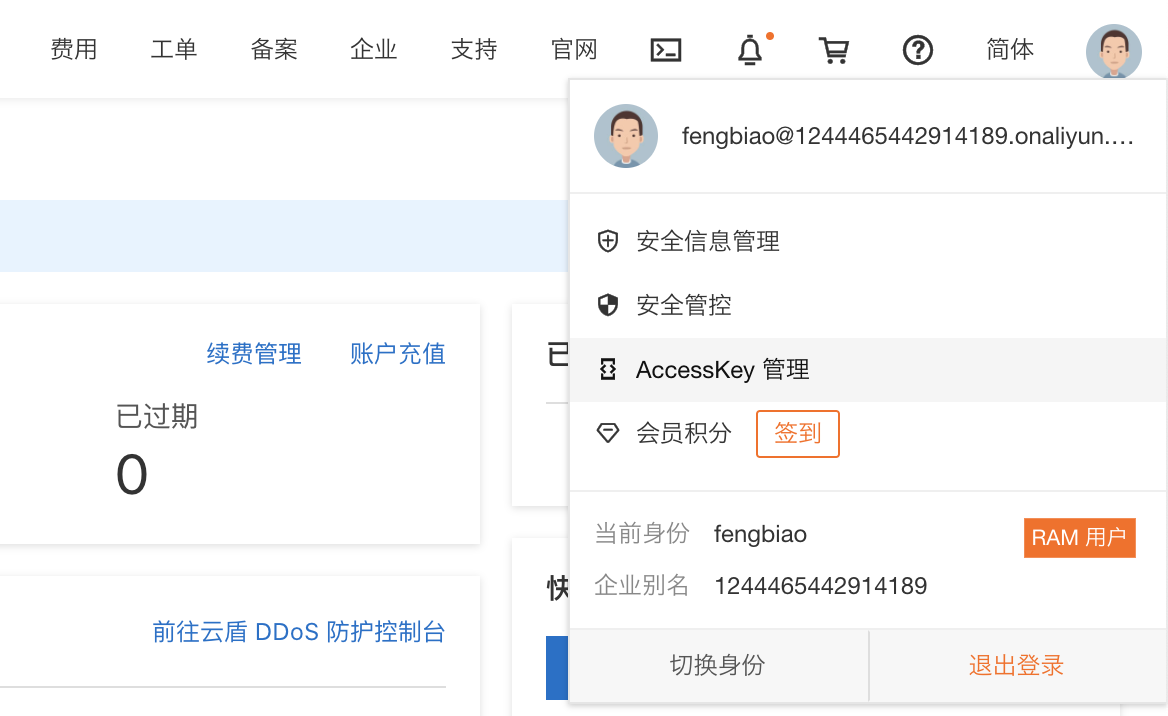 费用 工单 备案 企业 支持 官网 简体
fengbiao@1244465442914189.onaliyun....
安全信息管理
安全管控
续费管理 账户充值
已
AccessKey 管理
已过期
会员积分 签到
0
当前身份 fengbiao RAM 用户
企业别名 1244465442914189
快
前往云盾 DDoS 防护控制台
切换身份 退出登录